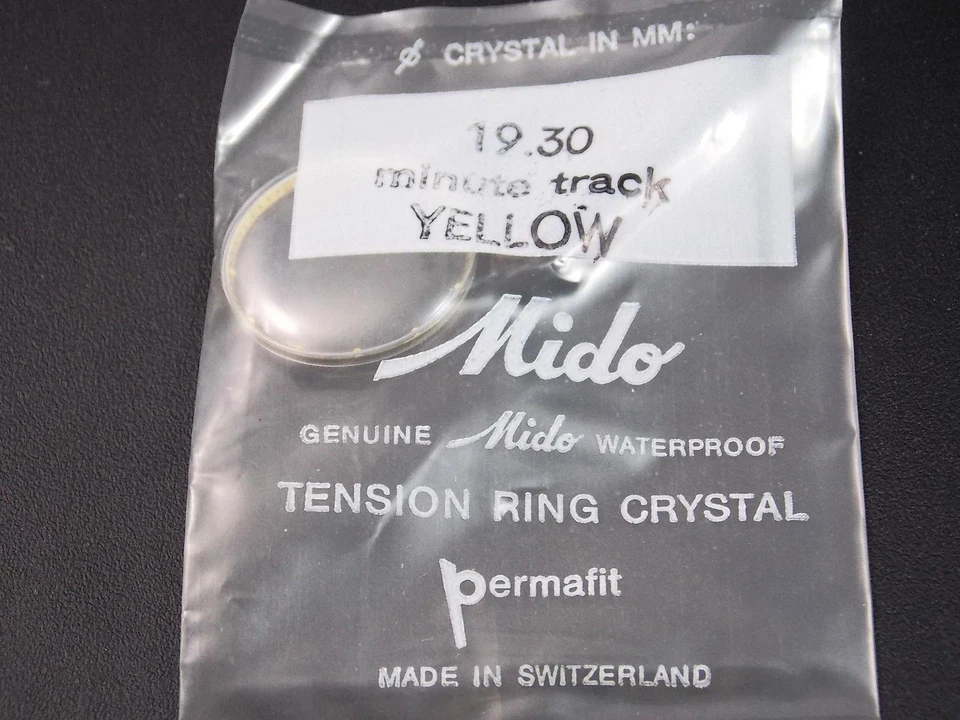 ø CRYSTAL IN MM:
19.30
minute track
YELLOW
Mido
GENUINE Mido WATERPROOF
TENSION RING CRYSTAL
permafit
MADE IN SWITZERLAND